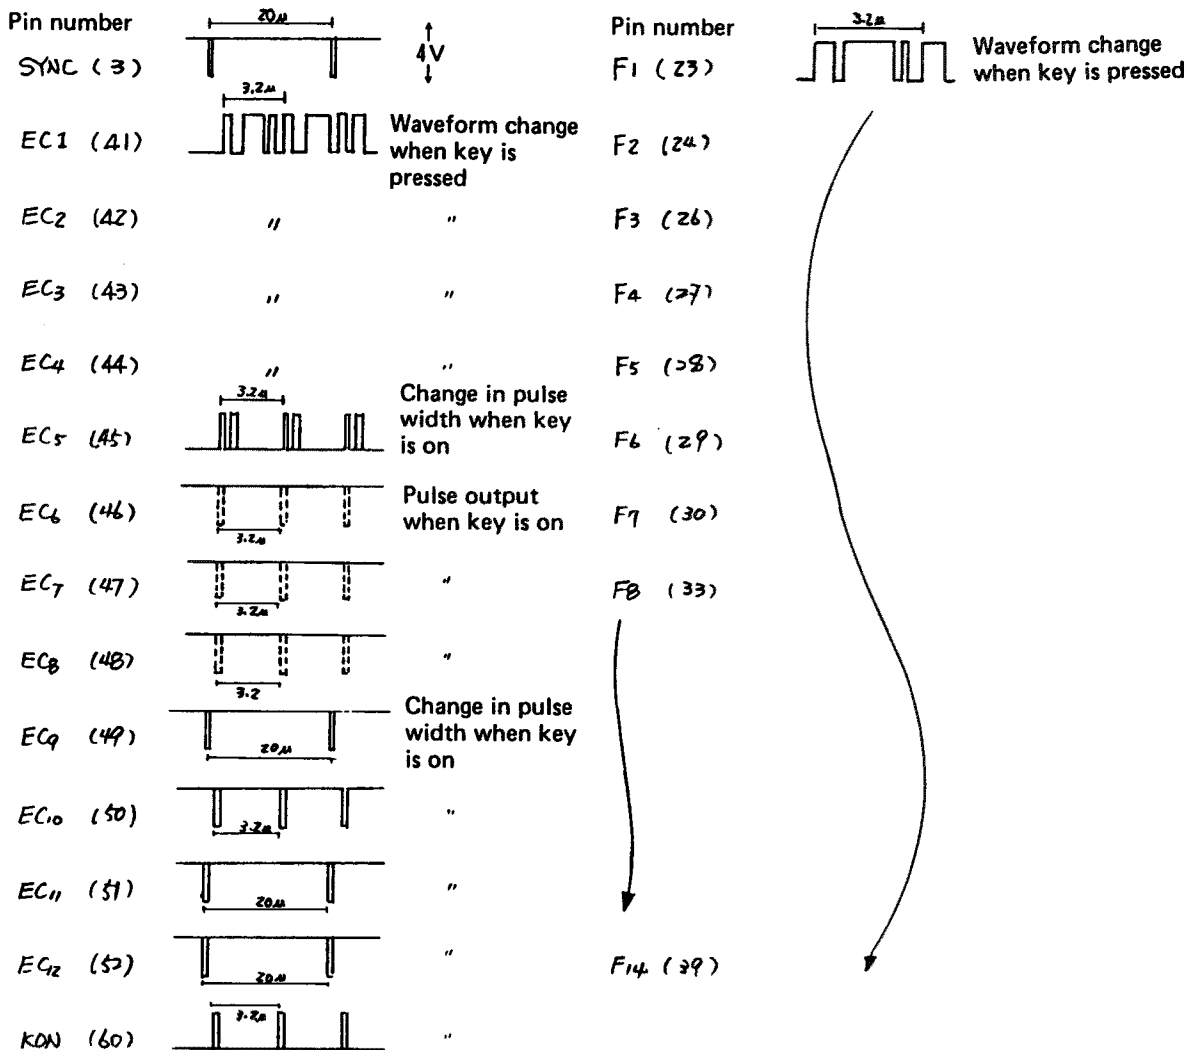 Pin number
20μ
SYNC (3)
4V
3.2μ
EC1 (41)
Waveform change
when key is
pressed
EC2 (42) " "
EC3 (43) " "
EC4 (44) " "
3.2μ
EC5 (45)
Change in pulse
width when key
is on
EC6 (46)
Pulse output
when key is on
3.2μ
EC7 (47) "
3.2μ
EC8 (48) "
3.2
EC9 (49)
Change in pulse
width when key
is on
20μ
EC10 (50) "
3.2μ
EC11 (51) "
20μ
EC12 (52) "
20μ
3.2μ
KON (60) "
Pin number
3.2μ
F1 (23)
Waveform change
when key is pressed
F2 (24)
F3 (26)
F4 (27)
F5 (28)
F6 (29)
F7 (30)
F8 (33)
F14 (39)